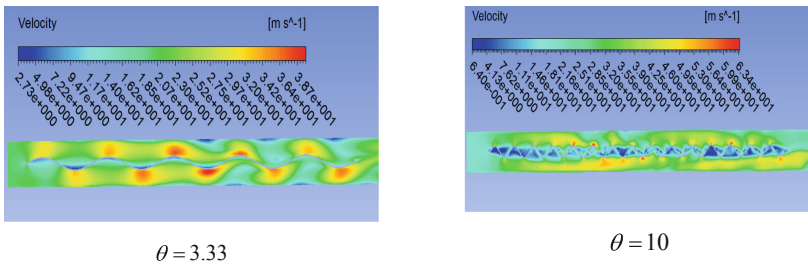 Velocity [m s^-1]
2.73e+000
4.98e+000
7.22e+000
9.47e+000
1.17e+001
1.40e+001
1.62e+001
1.85e+001
2.07e+001
2.30e+001
2.52e+001
2.75e+001
2.97e+001
3.20e+001
3.42e+001
3.64e+001
3.87e+001
θ = 3.33
Velocity [m s^-1]
6.40e-001
4.13e+000
7.62e+000
1.11e+001
1.46e+001
1.81e+001
2.16e+001
2.51e+001
2.85e+001
3.20e+001
3.55e+001
3.90e+001
4.25e+001
4.60e+001
4.95e+001
5.30e+001
5.64e+001
5.99e+001
6.34e+001
θ = 10